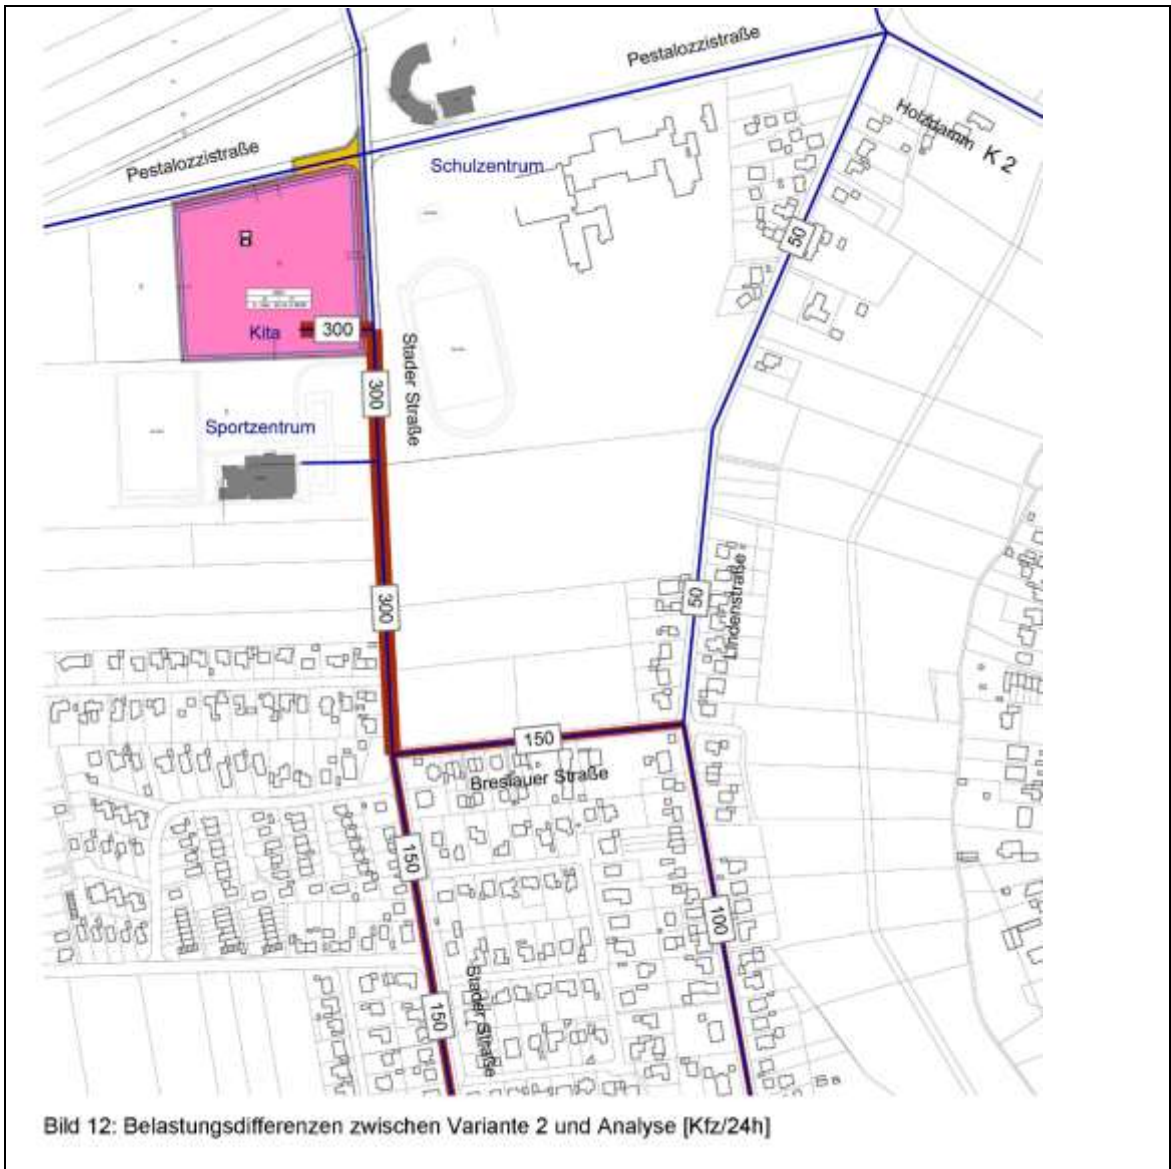 Pestalozzistraße
Pestalozzistraße
Schulzentrum
Holzdamm K 2
50
Kita
300
Stader Straße
300
Sportzentrum
300
50
Lindenstraße
150
Breslauer Straße
150
100
150
Stader Straße
Bild 12: Belastungsdifferenzen zwischen Variante 2 und Analyse [Kfz/24h]